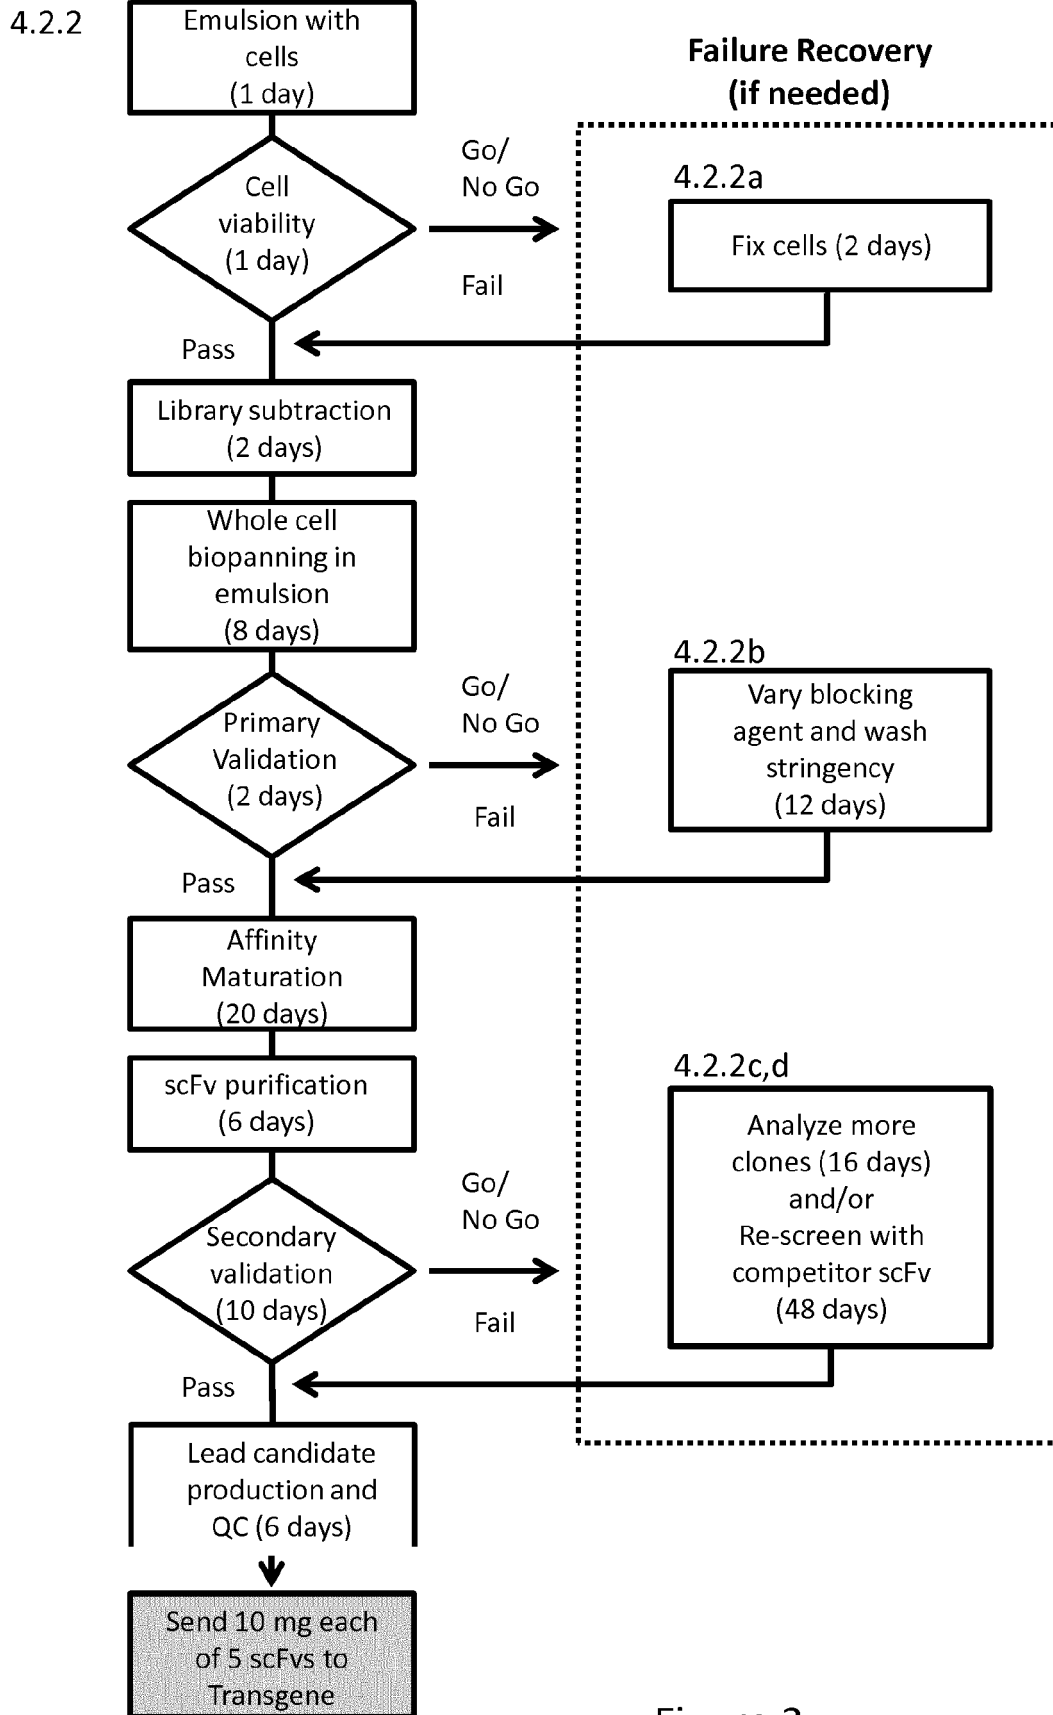 4.2.2
Emulsion with
cells
(1 day)
Failure Recovery
(if needed)
Cell
viability
(1 day)
Go/
No Go
Fail
4.2.2a
Fix cells (2 days)
Pass
Library subtraction
(2 days)
Whole cell
biopanning in
emulsion
(8 days)
Primary
Validation
(2 days)
Go/
No Go
Fail
4.2.2b
Vary blocking
agent and wash
stringency
(12 days)
Pass
Affinity
Maturation
(20 days)
scFv purification
(6 days)
Secondary
validation
(10 days)
Go/
No Go
Fail
4.2.2c,d
Analyze more
clones (16 days)
and/or
Re-screen with
competitor scFv
(48 days)
Pass
Lead candidate
production and
QC (6 days)
Send 10 mg each
of 5 scFvs to
Transgene